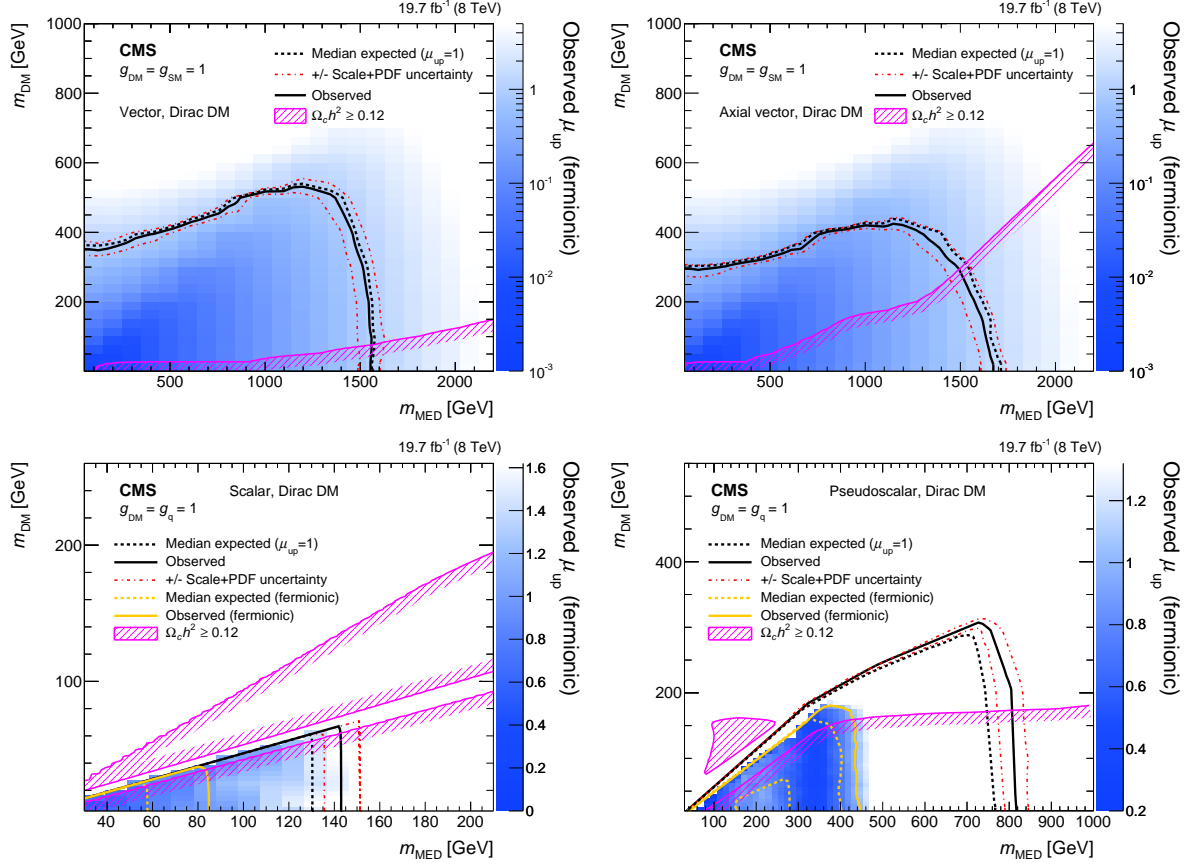 19.7 fb⁻¹ (8 TeV)
m_DM [GeV]
1000
800
600
400
200
CMS
g_DM = g_SM = 1
Vector, Dirac DM
Median expected (μ_up=1)
+/- Scale+PDF uncertainty
Observed
Ω_c h² ≥ 0.12
500
1000
1500
2000
m_MED [GeV]
1
10⁻¹
10⁻²
10⁻³
Observed μ_up (fermionic)
19.7 fb⁻¹ (8 TeV)
m_DM [GeV]
1000
800
600
400
200
CMS
g_DM = g_SM = 1
Axial vector, Dirac DM
Median expected (μ_up=1)
+/- Scale+PDF uncertainty
Observed
Ω_c h² ≥ 0.12
500
1000
1500
2000
m_MED [GeV]
1
10⁻¹
10⁻²
10⁻³
Observed μ_up (fermionic)
19.7 fb⁻¹ (8 TeV)
m_DM [GeV]
200
100
CMS
Scalar, Dirac DM
g_DM = g_q = 1
Median expected (μ_up=1)
Observed
+/- Scale+PDF uncertainty
Median expected (fermionic)
Observed (fermionic)
Ω_c h² ≥ 0.12
40 60 80 100 120 140 160 180 200
m_MED [GeV]
1.6
1.4
1.2
1
0.8
0.6
0.4
0.2
0
Observed μ_up (fermionic)
19.7 fb⁻¹ (8 TeV)
m_DM [GeV]
400
200
CMS
Pseudoscalar, Dirac DM
g_DM = g_q = 1
Median expected (μ_up=1)
Observed
+/- Scale+PDF uncertainty
Median expected (fermionic)
Observed (fermionic)
Ω_c h² ≥ 0.12
100 200 300 400 500 600 700 800 900 1000
m_MED [GeV]
1.2
1
0.8
0.6
0.4
0.2
Observed μ_up (fermionic)